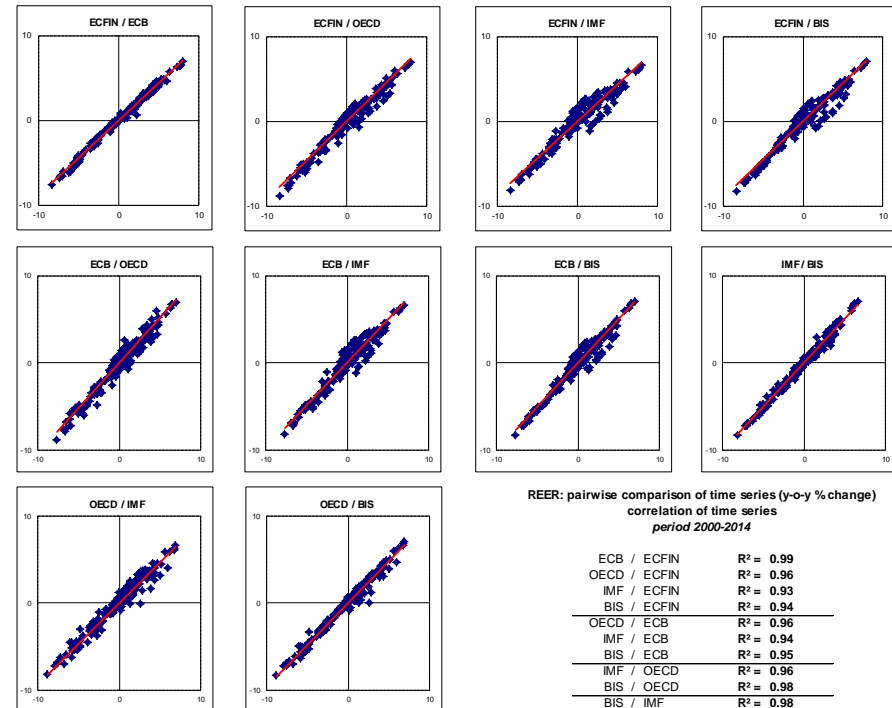 ECFIN / ECB
10
0
-10
-10
0
10
ECFIN / OECD
10
0
-10
-10
0
10
ECFIN / IMF
10
0
-10
-10
0
10
ECFIN / BIS
10
0
-10
-10
0
10
ECB / OECD
10
0
-10
-10
0
10
ECB / IMF
10
0
-10
-10
0
10
ECB / BIS
10
0
-10
-10
0
10
IMF/ BIS
10
0
-10
-10
0
10
OECD / IMF
10
0
-10
-10
0
10
OECD / BIS
10
0
-10
-10
0
10
REER: pairwise comparison of time series (y-o-y % change)
correlation of time series
period 2000-2014
ECB / ECFIN R² = 0.99
OECD / ECFIN R² = 0.96
IMF / ECFIN R² = 0.93
BIS / ECFIN R² = 0.94
OECD / ECB R² = 0.96
IMF / ECB R² = 0.94
BIS / ECB R² = 0.95
IMF / OECD R² = 0.96
BIS / OECD R² = 0.98
BIS / IMF R² = 0.98